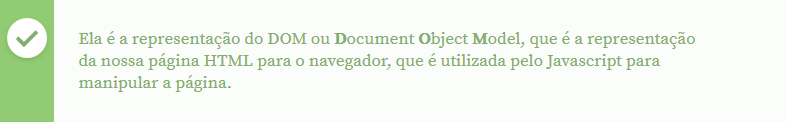 Ela é a representação do DOM ou Document Object Model, que é a representação
da nossa página HTML para o navegador, que é utilizada pelo Javascript para
manipular a página.